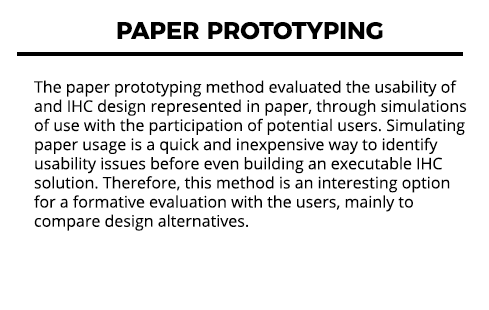 PAPER PROTOTYPING
The paper prototyping method evaluated the usability of
and IHC design represented in paper, through simulations
of use with the participation of potential users. Simulating
paper usage is a quick and inexpensive way to identify
usability issues before even building an executable IHC
solution. Therefore, this method is an interesting option
for a formative evaluation with the users, mainly to
compare design alternatives.